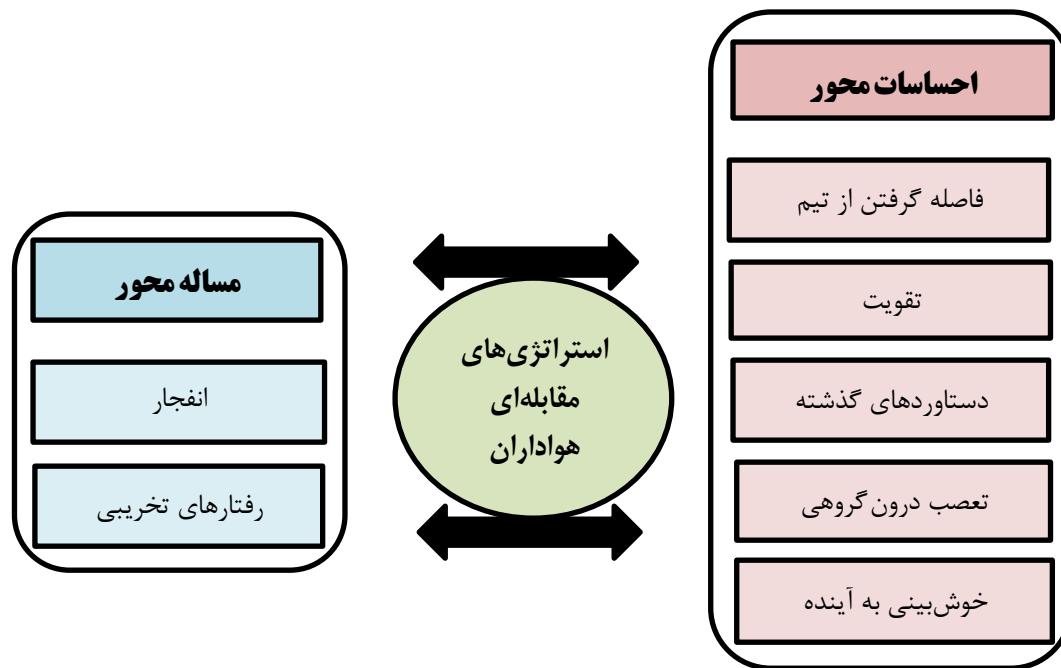 احساسات محور
فاصله گرفتن از تیم
تقویت
دستاوردهای گذشته
تعصب درون‌گروهی
خوش‌بینی به آینده
استراتژی‌های
مقابله‌ای
هواداران
مساله محور
انفجار
رفتارهای تخریبی